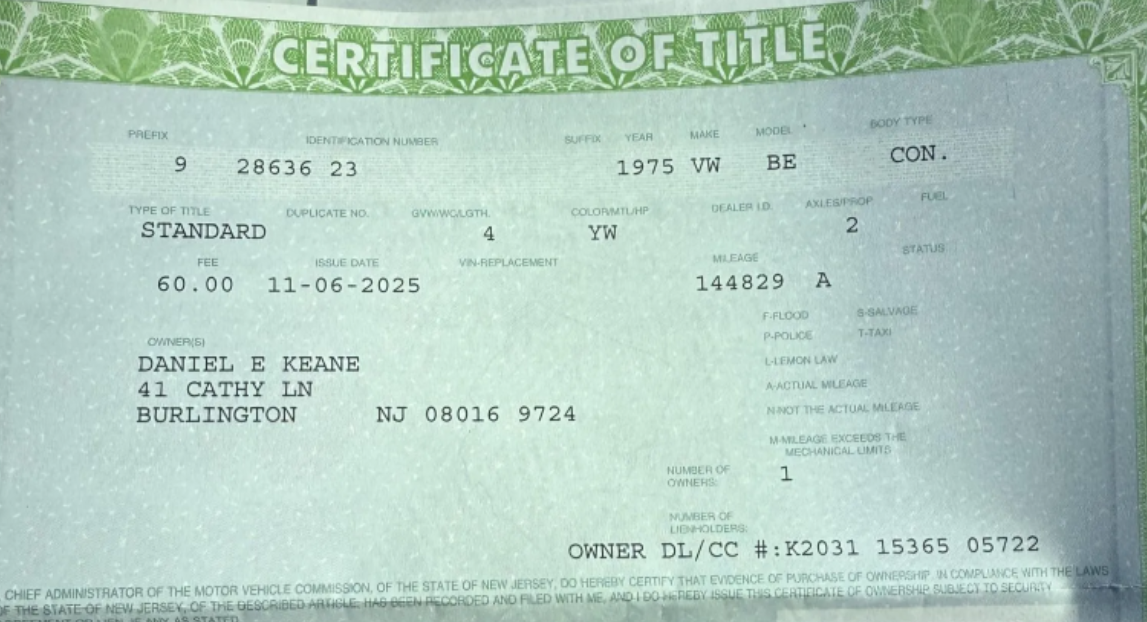 CERTIFICATE OF TITLE
PREFIX IDENTIFICATION NUMBER SUFFIX YEAR MAKE MODEL BODY TYPE
9 28636 23 1975 VW BE CON.
TYPE OF TITLE DUPLICATE NO. GVW/WC/LGTH. COLOR/MTL/HP DEALER I.D. AXLES/PROP FUEL
STANDARD 4 YW 2
FEE ISSUE DATE VIN-REPLACEMENT MILEAGE STATUS
60.00 11-06-2025 144829 A
F-FLOOD S-SALVAGE
P-POLICE T-TAXI
OWNER(S)
DANIEL E KEANE
41 CATHY LN
BURLINGTON NJ 08016 9724
L-LEMON LAW
A-ACTUAL MILEAGE
N-NOT THE ACTUAL MILEAGE
M-MILEAGE EXCEEDS THE
MECHANICAL LIMITS
NUMBER OF
OWNERS: 1
NUMBER OF
LIENHOLDERS:
OWNER DL/CC #:K2031 15365 05722
CHIEF ADMINISTRATOR OF THE MOTOR VEHICLE COMMISSION, OF THE STATE OF NEW JERSEY, DO HEREBY CERTIFY THAT EVIDENCE OF PURCHASE OF OWNERSHIP, IN COMPLIANCE WITH THE LAWS
OF THE STATE OF NEW JERSEY, OF THE DESCRIBED ARTICLE, HAS BEEN RECORDED AND FILED WITH ME, AND I DO HEREBY ISSUE THIS CERTIFICATE OF OWNERSHIP SUBJECT TO SECURITY
IF ANY AS STATED